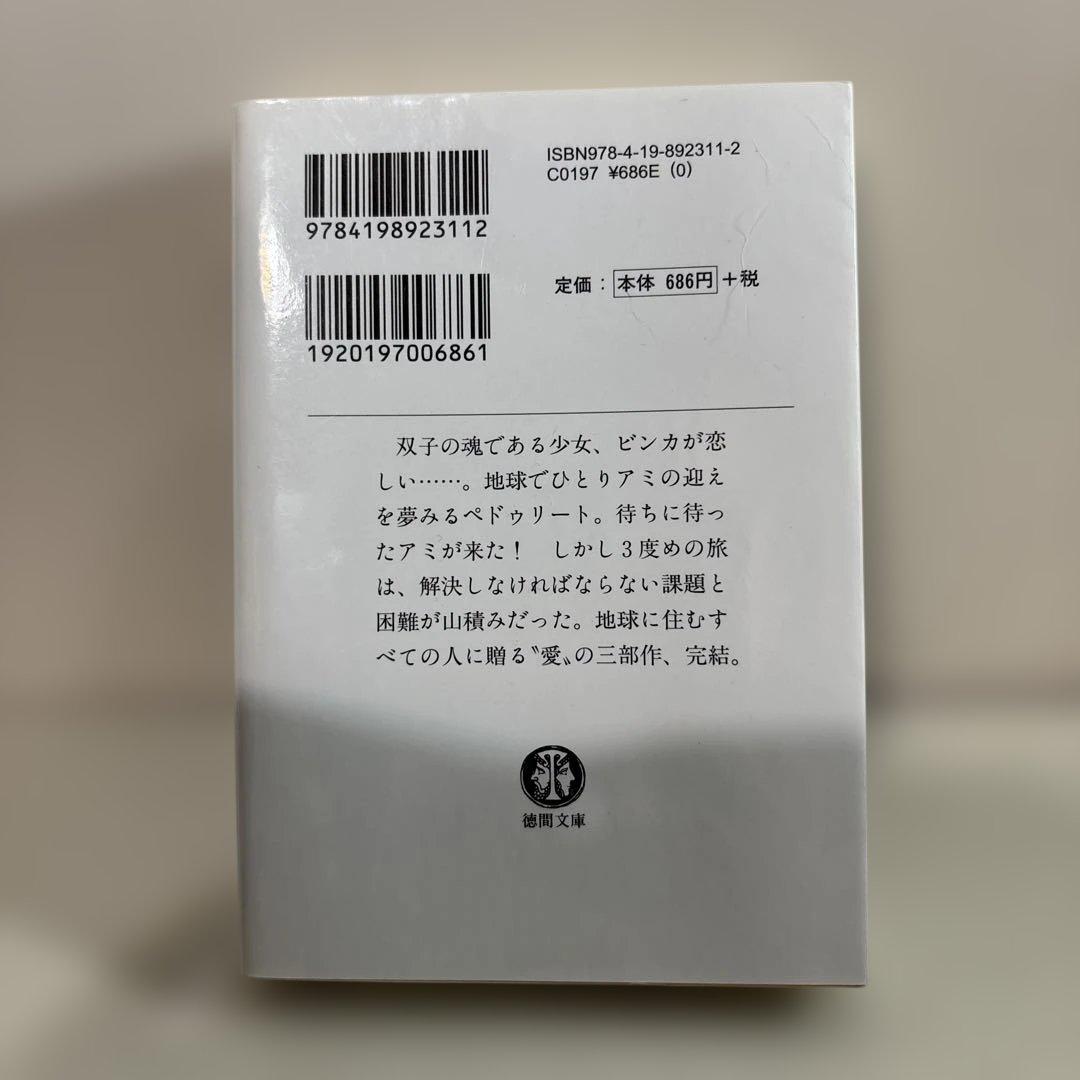 ISBN978-4-19-892311-2
C0197 ¥686E (0)
9784198923112
定価：本体 686円+税
1920197006861
双子の魂である少女、ビンカが恋
しい……。地球でひとりアミの迎え
を夢みるペドゥリート。待ちに待っ
たアミが来た！　しかし3度めの旅
は、解決しなければならない課題と
困難が山積みだった。地球に住むす
べての人に贈る〝愛〟の三部作、完結。
徳間文庫